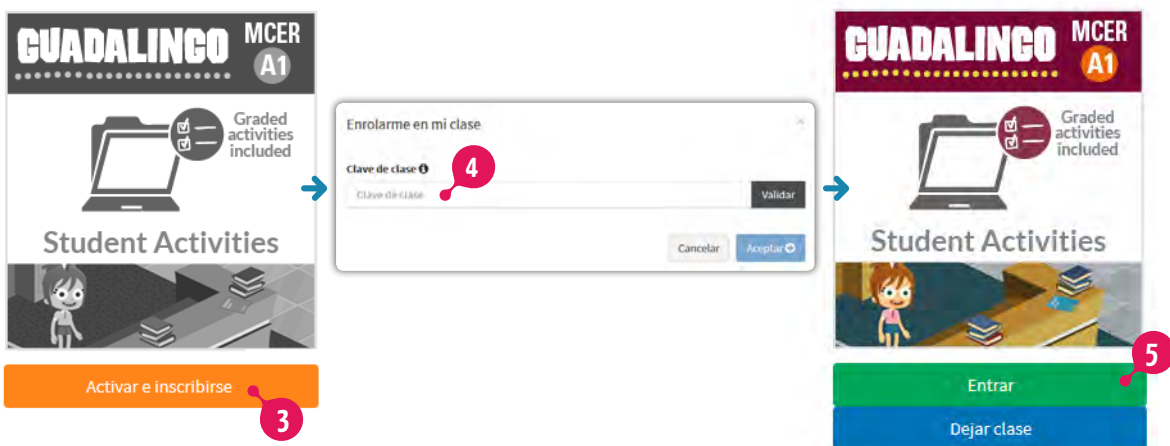 GUADALINGO
MCER
A1
Graded
activities
included
Student Activities
Activar e inscribirse
3
Enrolarme en mi clase
×
Clave de clase
4
Clave de clase
Validar
Cancelar
Aceptar
GUADALINGO
MCER
A1
Graded
activities
included
Student Activities
5
Entrar
Dejar clase